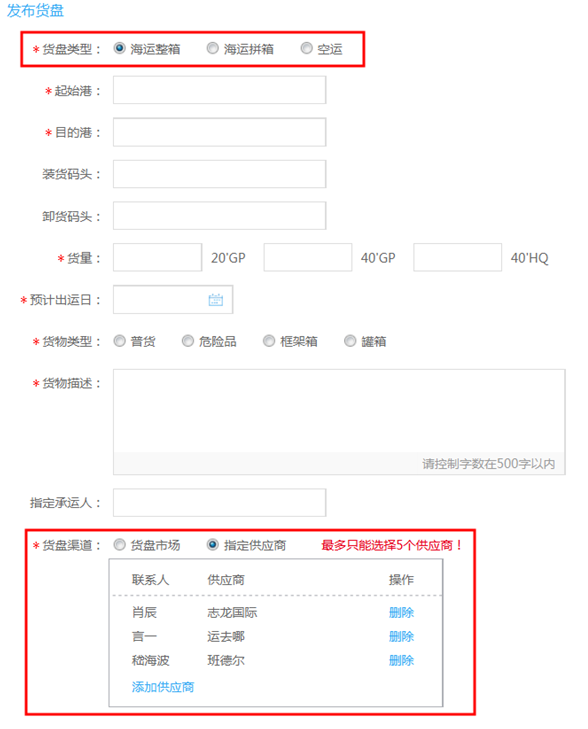 发布货盘
* 货盘类型： 海运整箱 海运拼箱 空运
* 起始港：
* 目的港：
装货码头：
卸货码头：
* 货量： 20'GP 40'GP 40'HQ
* 预计出运日：
* 货物类型： 普货 危险品 框架箱 罐箱
* 货物描述：
请控制字数在500字以内
指定承运人：
* 货盘渠道： 货盘市场 指定供应商 最多只能选择5个供应商！
联系人 供应商 操作
肖辰 志龙国际 删除
言一 运去哪 删除
嵇海波 班德尔 删除
添加供应商